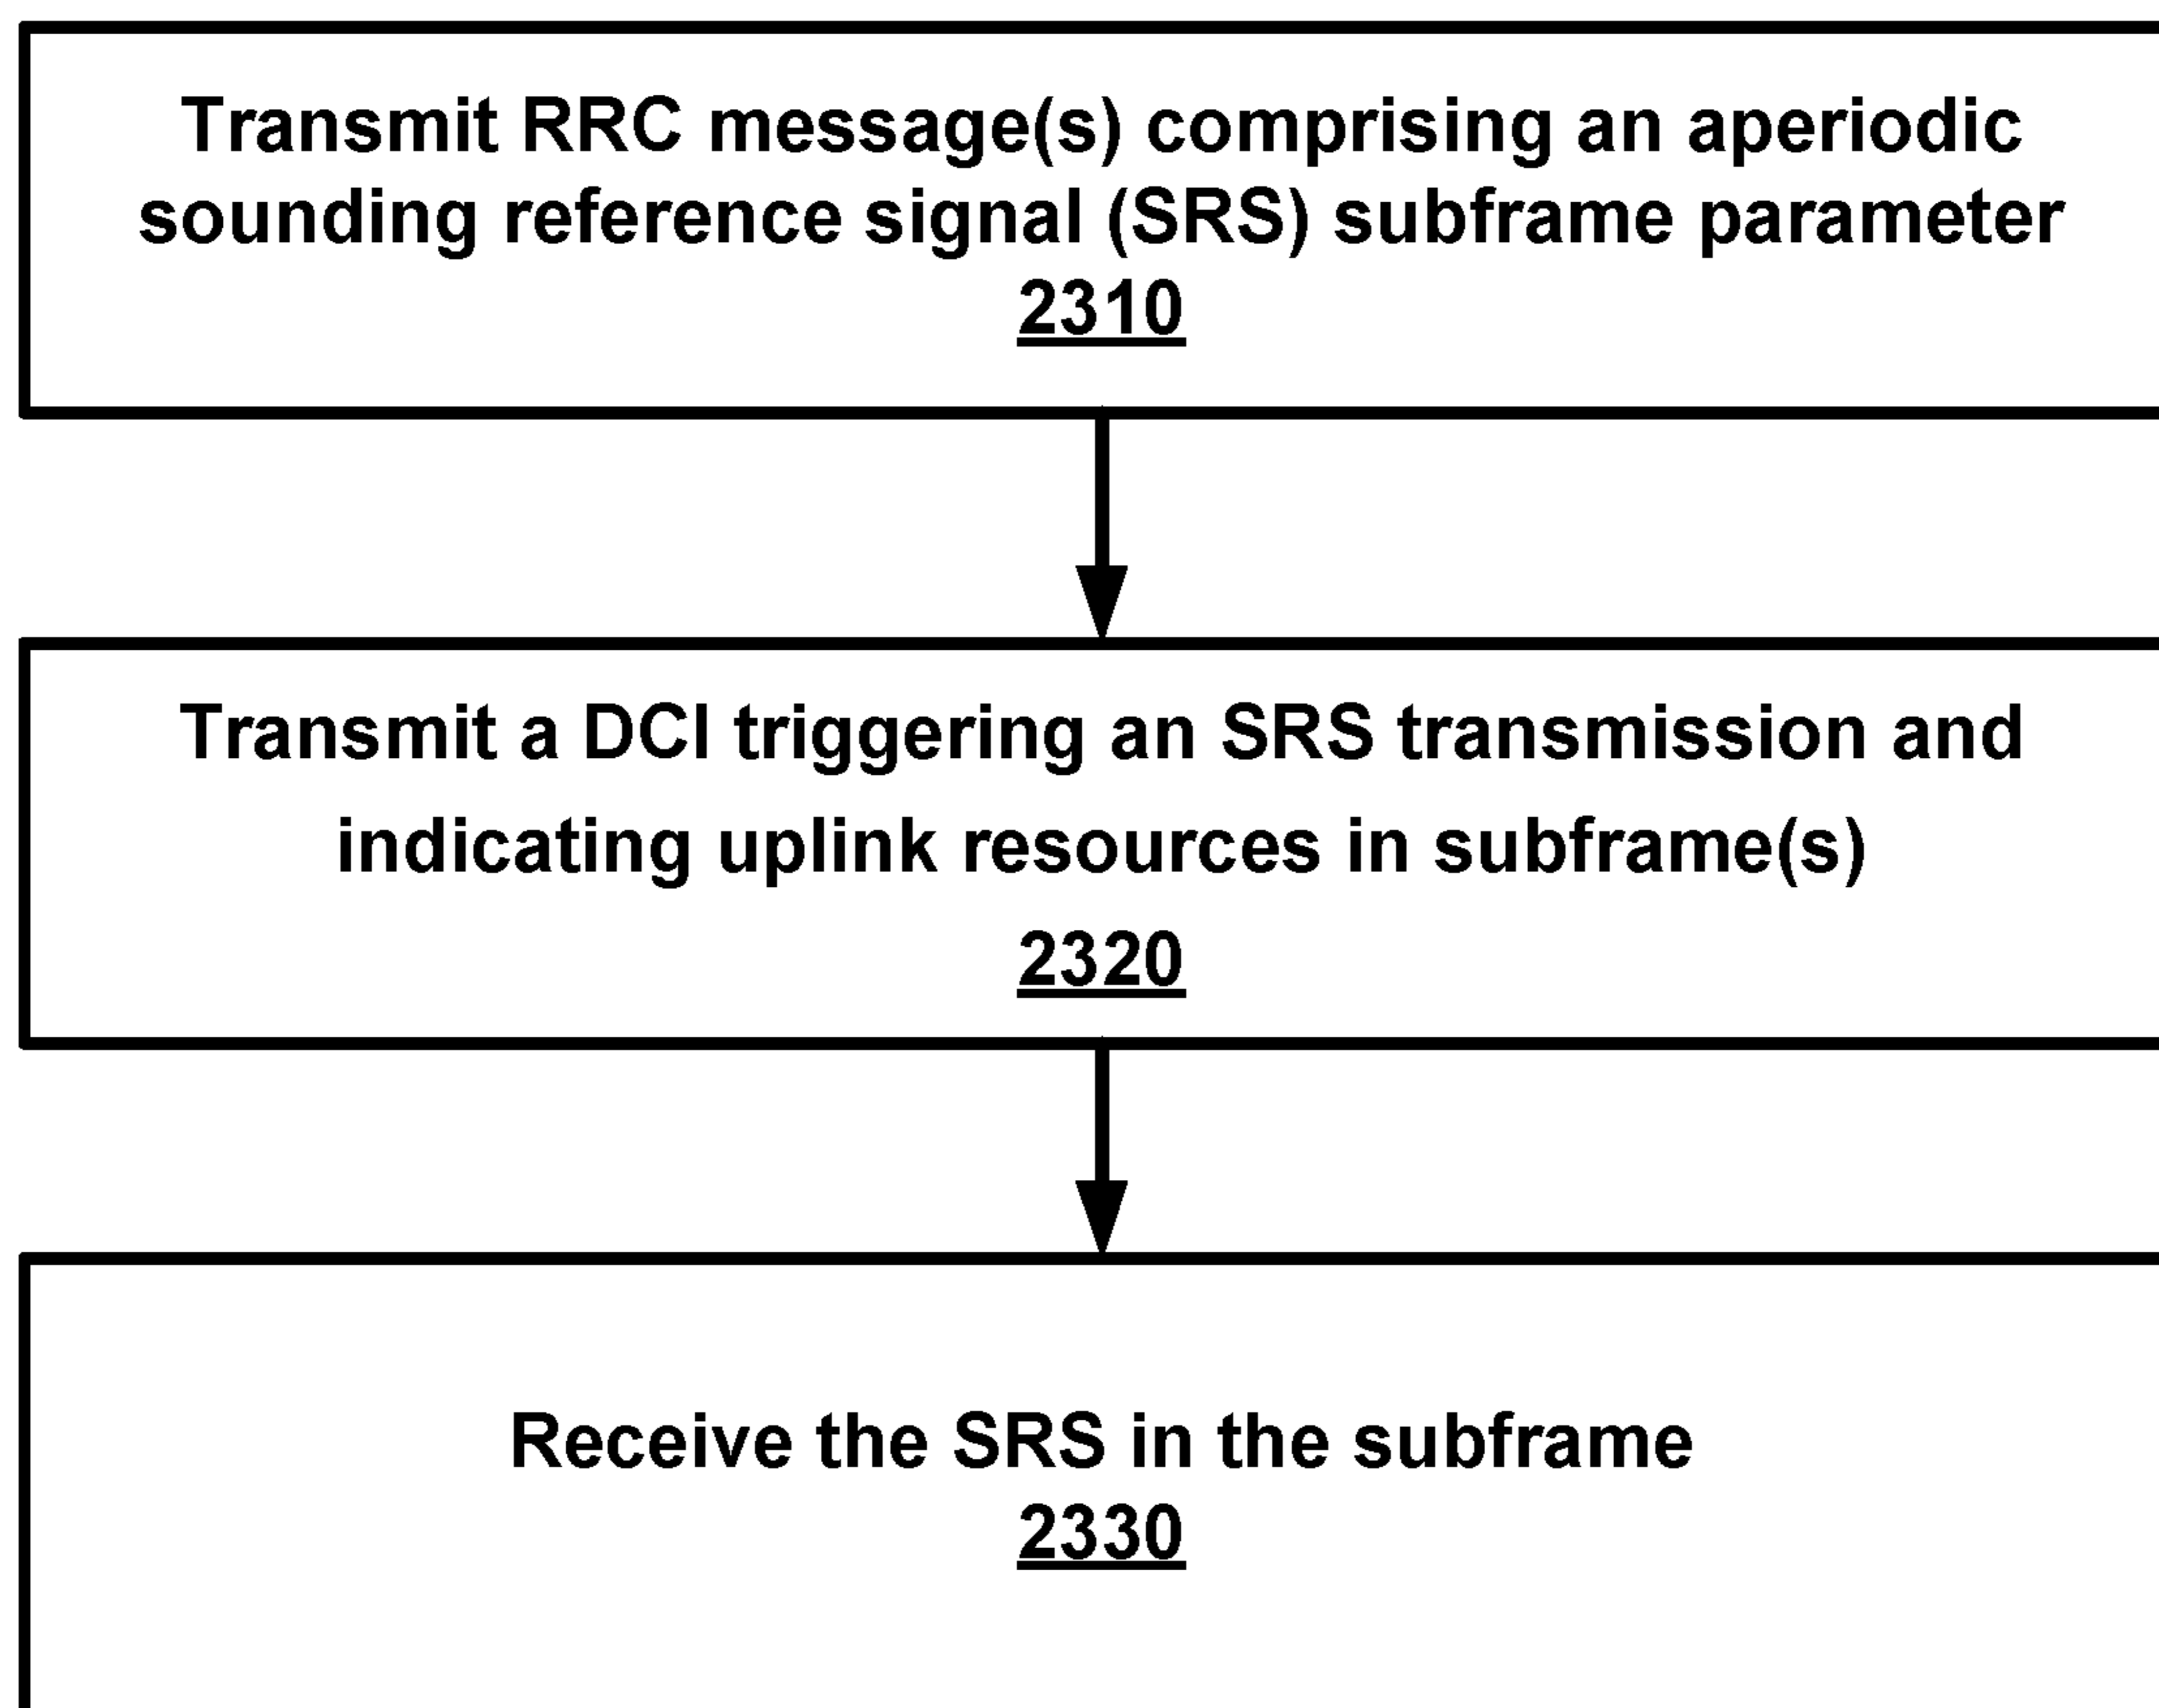 Transmit RRC message(s) comprising an aperiodic
sounding reference signal (SRS) subframe parameter
2310
Transmit a DCI triggering an SRS transmission and
indicating uplink resources in subframe(s)
2320
Receive the SRS in the subframe
2330